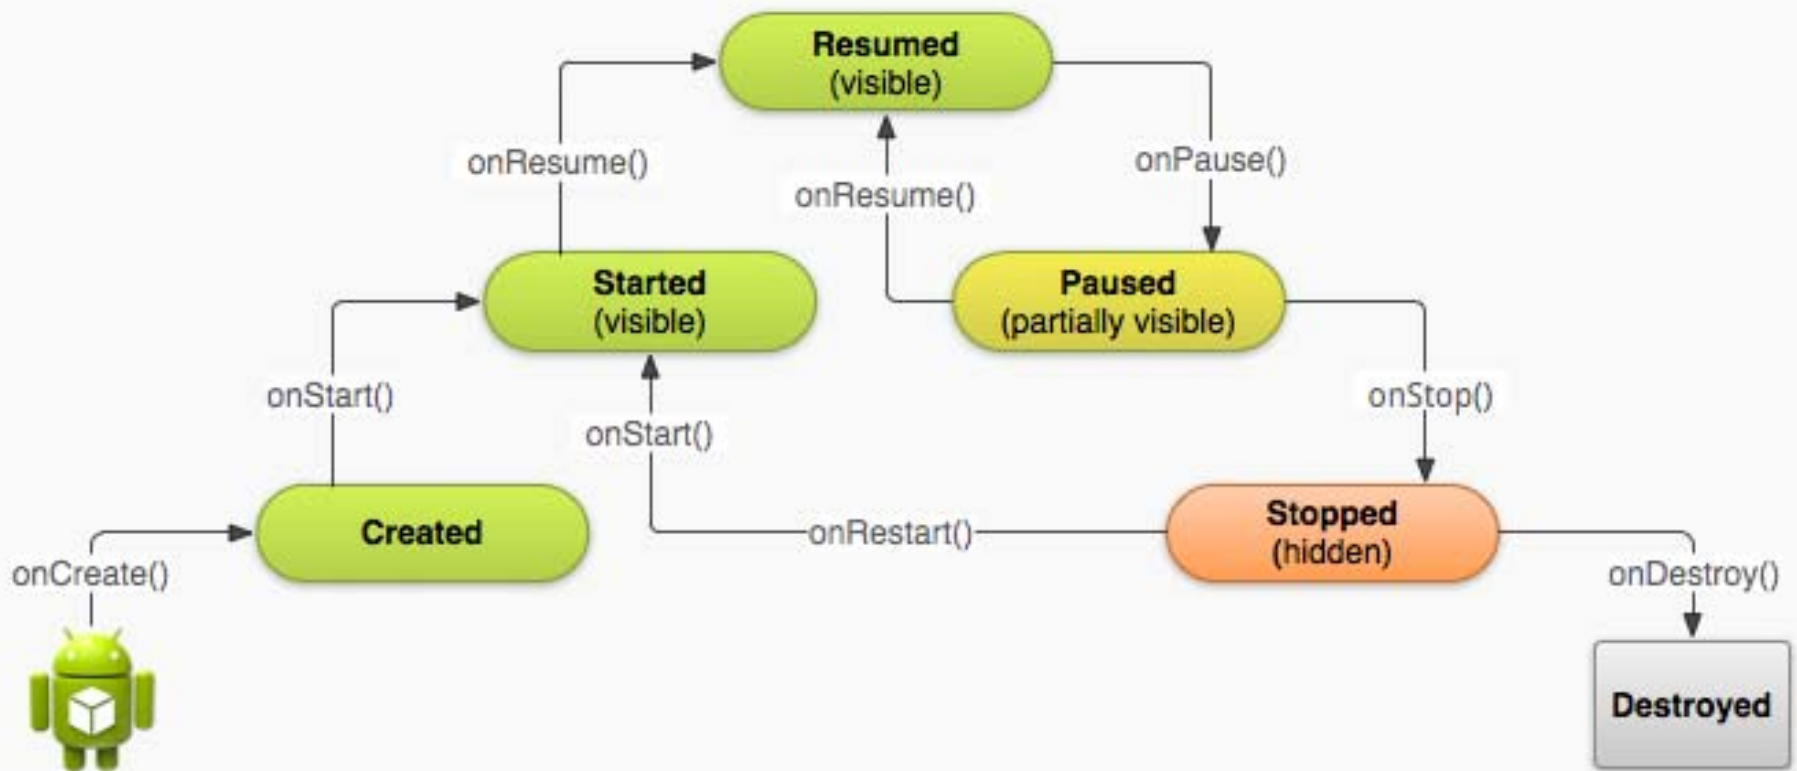 Resumed
(visible)
onResume()
onPause()
onResume()
Started
(visible)
Paused
(partially visible)
onStart()
onStop()
onStart()
Created
onRestart()
Stopped
(hidden)
onCreate()
onDestroy()
Destroyed